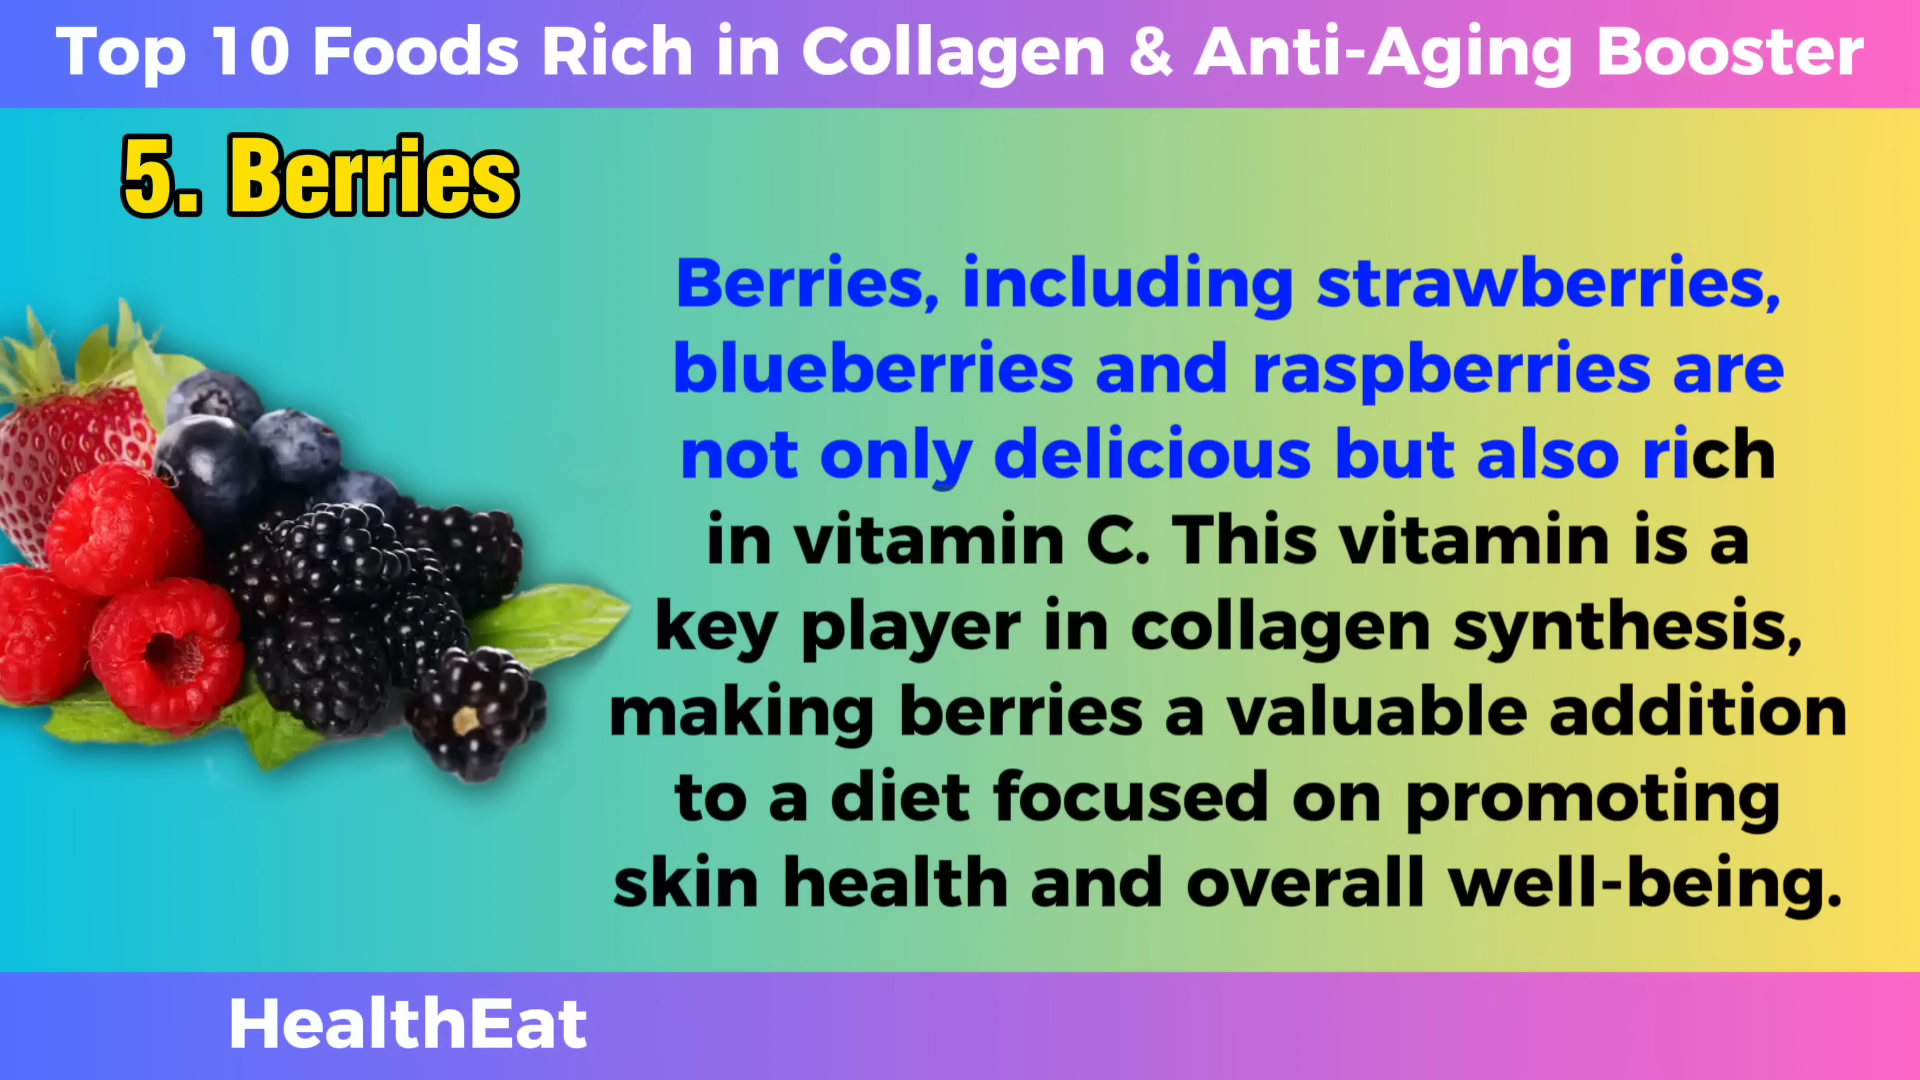 Top 10 Foods Rich in Collagen & Anti-Aging Booster
5. Berries
Berries, including strawberries,
blueberries and raspberries are
not only delicious but also rich
in vitamin C. This vitamin is a
key player in collagen synthesis,
making berries a valuable addition
to a diet focused on promoting
skin health and overall well-being.
HealthEat